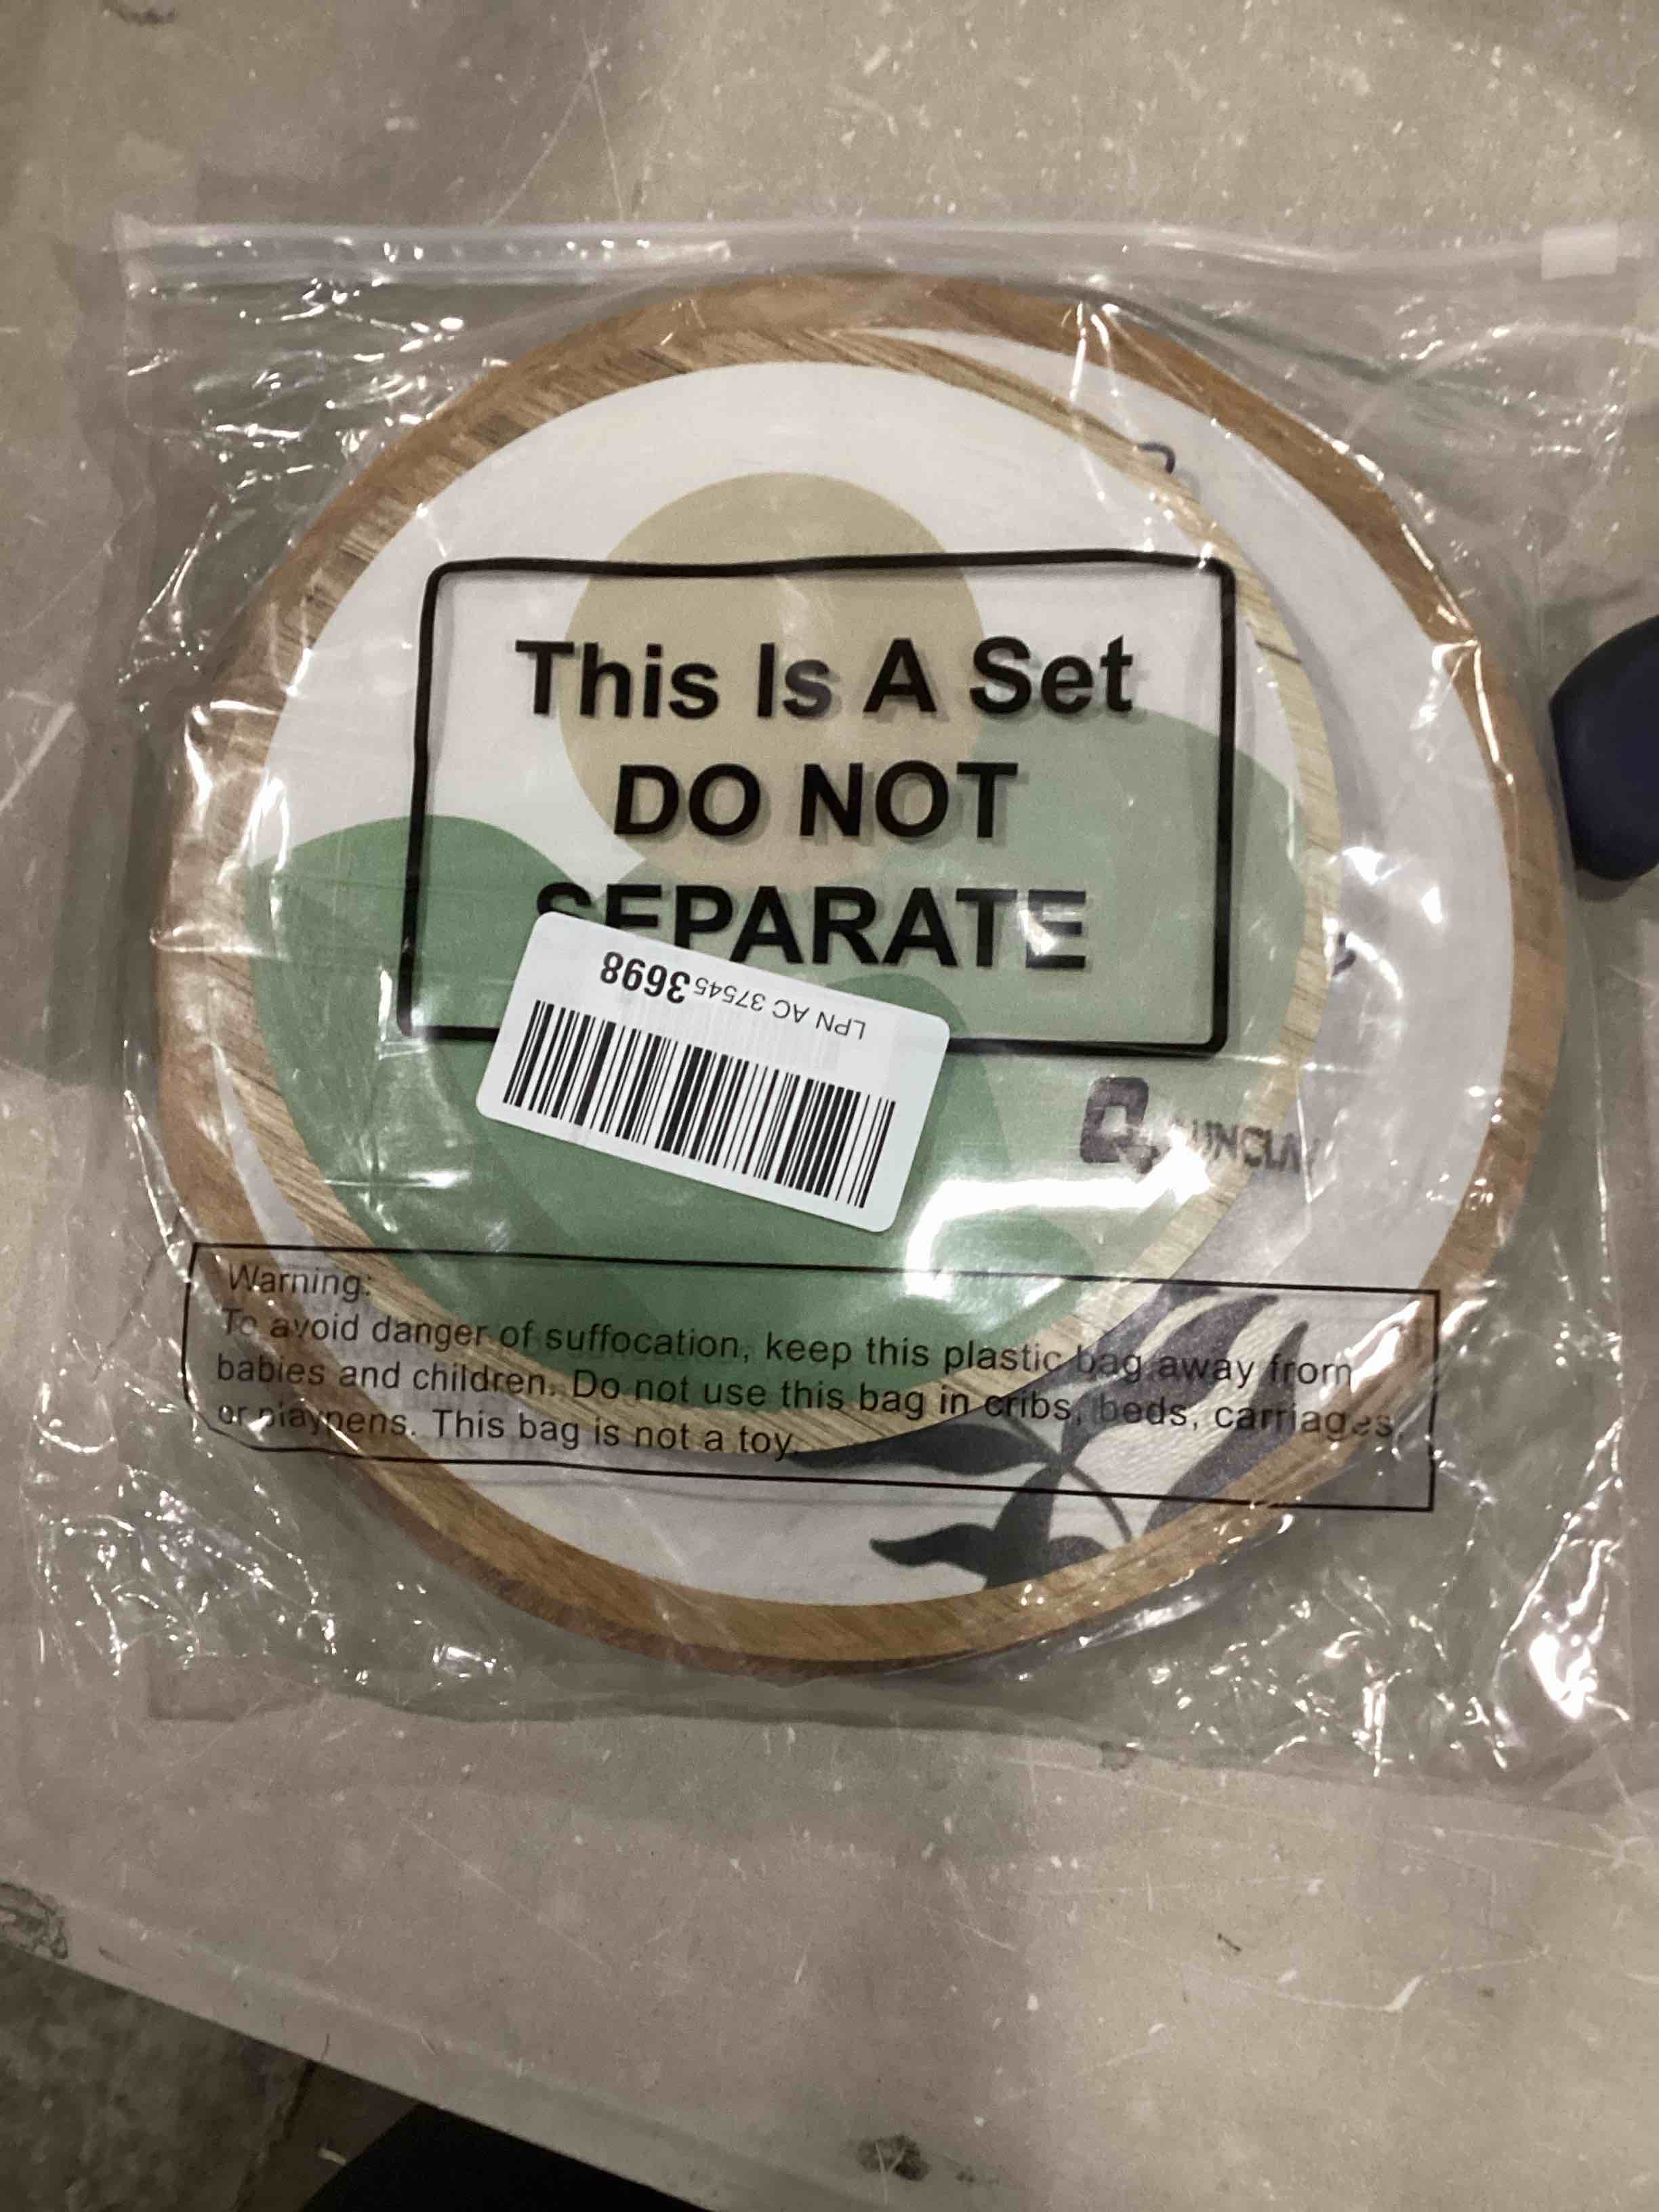 This Is A Set
DO NOT
SEPARATE
LPN AC 375453698
Warning:
To avoid danger of suffocation, keep this plastic bag away from
babies and children. Do not use this bag in cribs, beds, carriages,
or playpens. This bag is not a toy.